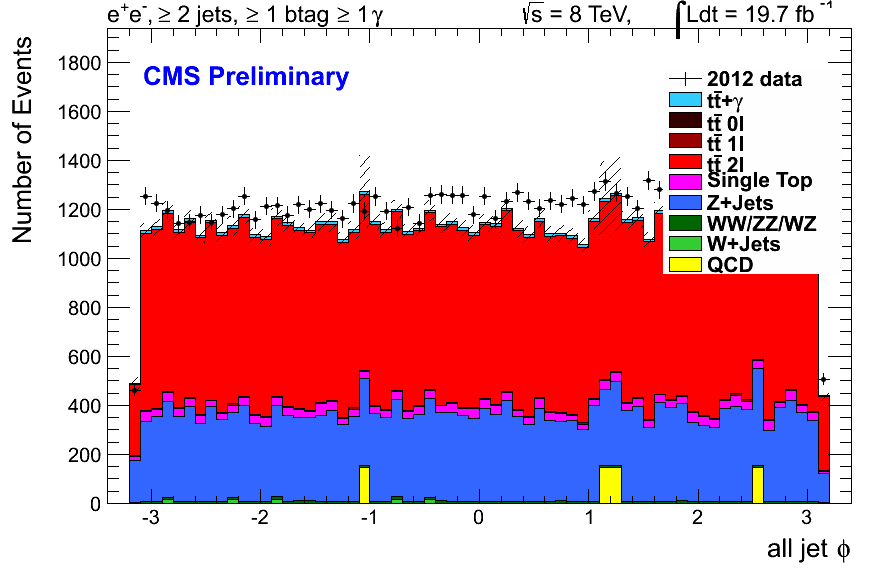 e⁺e⁻, ≥ 2 jets, ≥ 1 btag ≥ 1 γ √s = 8 TeV, ∫Ldt = 19.7 fb⁻¹
CMS Preliminary
Number of Events
1800
1600
1400
1200
1000
800
600
400
200
0
2012 data
tt̄+γ
tt̄ 0l
tt̄ 1l
tt̄ 2l
Single Top
Z+Jets
WW/ZZ/WZ
W+Jets
QCD
-3 -2 -1 0 1 2 3
all jet ϕ